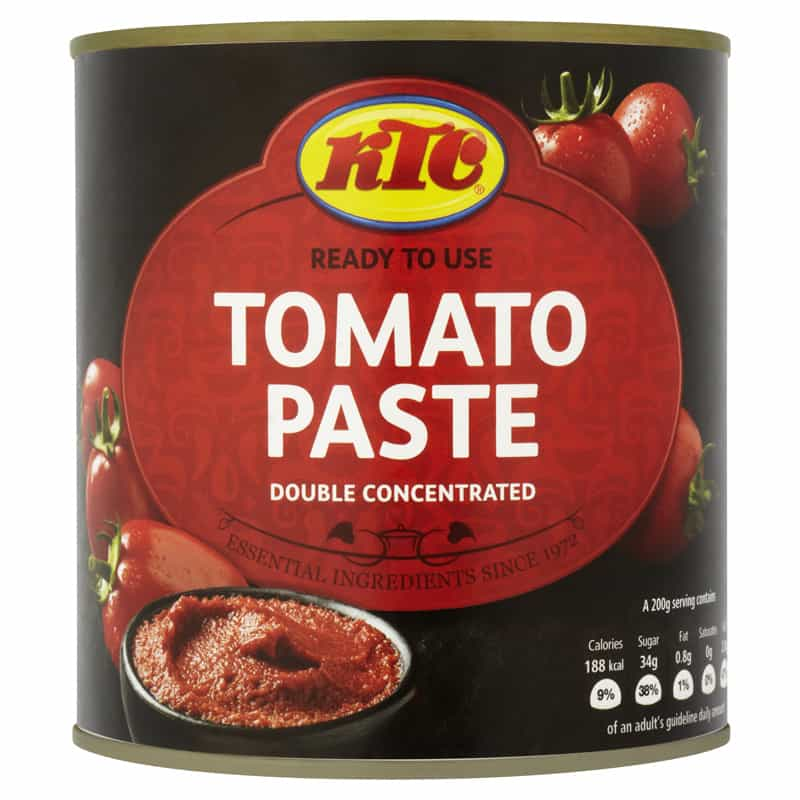 KTC®
READY TO USE
TOMATO
PASTE
DOUBLE CONCENTRATED
ESSENTIAL INGREDIENTS SINCE 1972
A 200g serving contains
Calories Sugar Fat Saturates
188 kcal 34g 0.8g 0g
9% 38% 1% 0%
of an adult's guideline daily amount